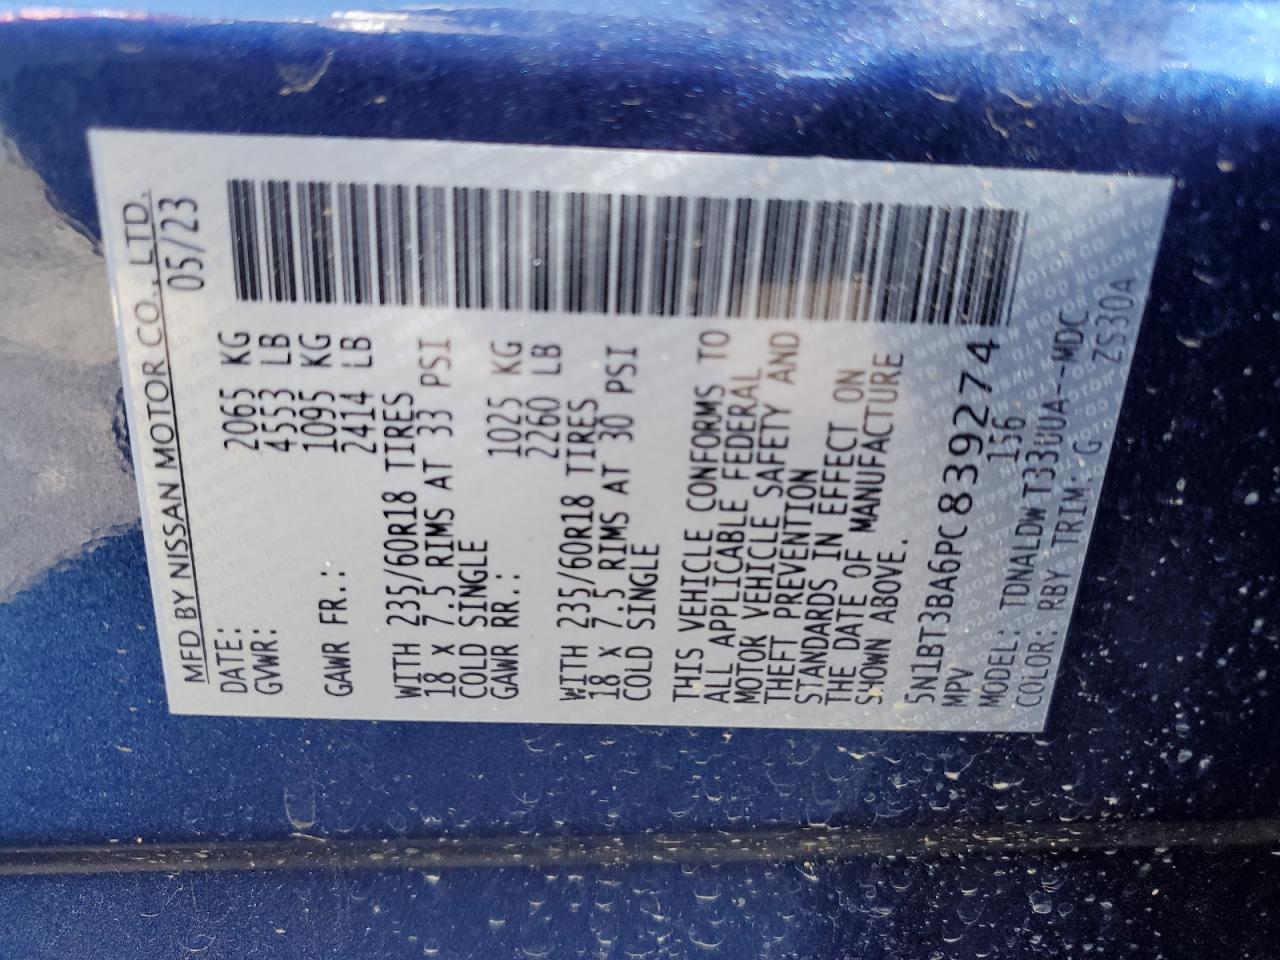 MFD BY NISSAN MOTOR CO., LTD.
DATE: 05/23
GVWR: 2065 KG
4553 LB
GAWR FR.: 1095 KG
2414 LB
WITH 235/60R18 TIRES
18 X 7.5 RIMS AT 33 PSI
COLD SINGLE
GAWR RR.: 1025 KG
2260 LB
WITH 235/60R18 TIRES
18 X 7.5 RIMS AT 30 PSI
COLD SINGLE
THIS VEHICLE CONFORMS TO
ALL APPLICABLE FEDERAL
MOTOR VEHICLE SAFETY AND
THEFT PREVENTION
STANDARDS IN EFFECT ON
THE DATE OF MANUFACTURE
SHOWN ABOVE.
5N1BT3BA6PC839274
MPV 156
MODEL: TDNALDWT33UUA--MDC
COLOR: RBY TRIM: G ZS30A